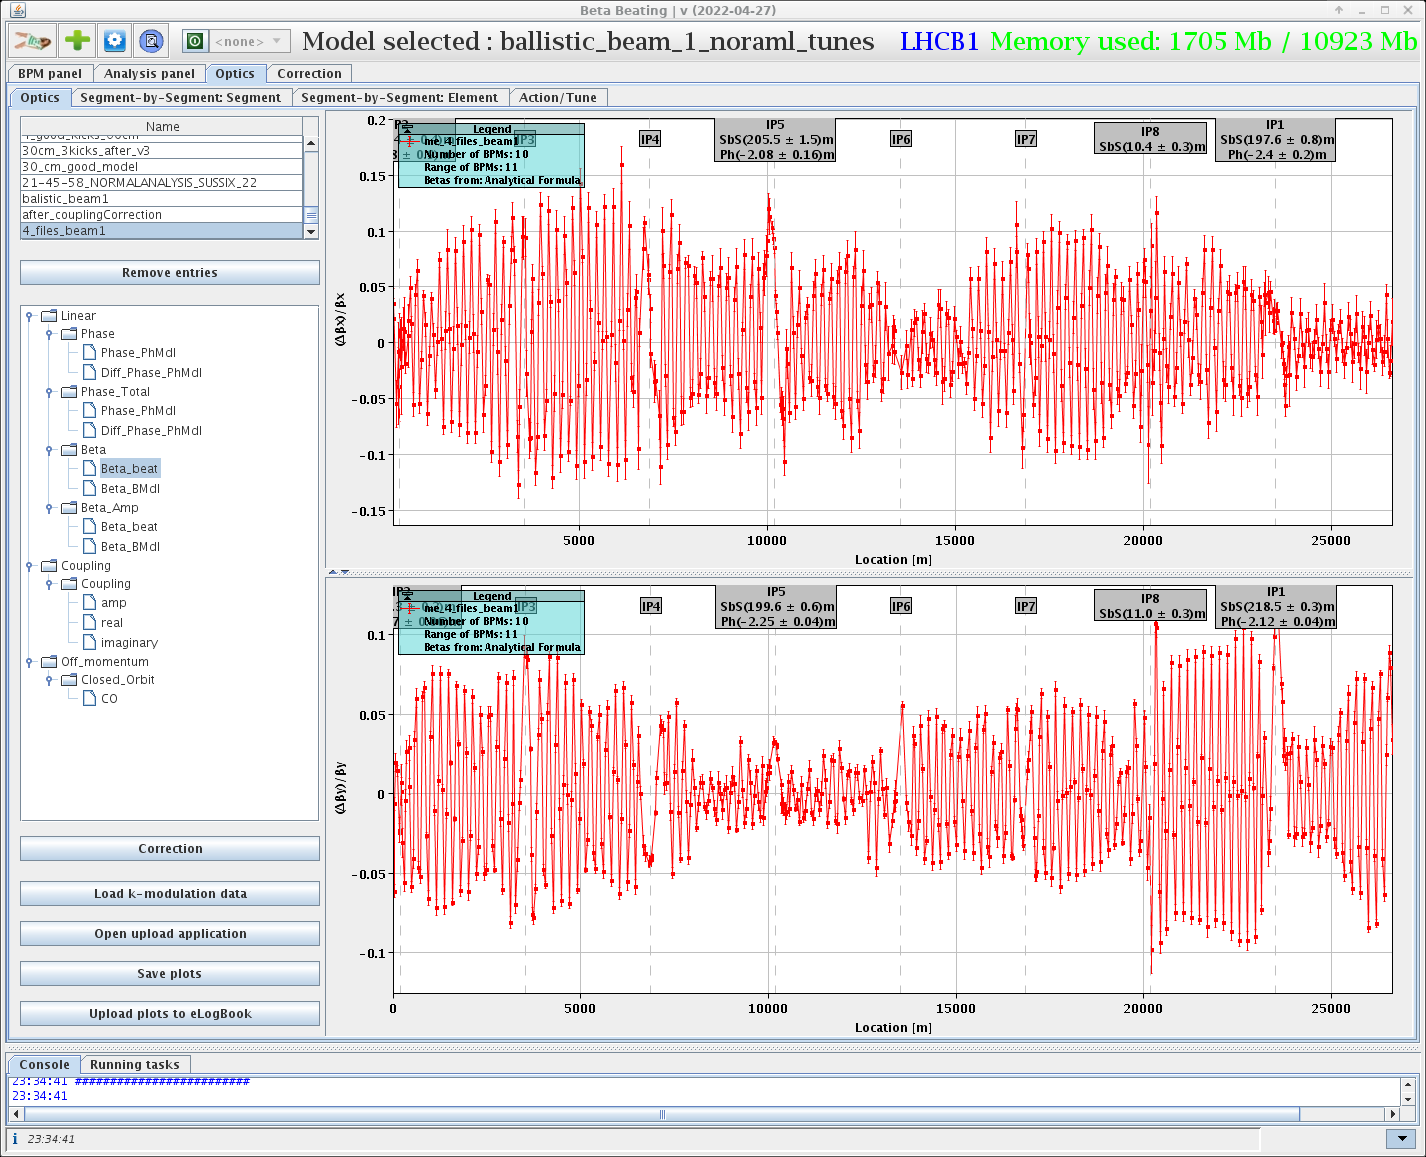 Beta Beating | v (2022-04-27)
<none>
Model selected : ballistic_beam_1_noraml_tunes
LHCB1
Memory used: 1705 Mb / 10923 Mb
BPM panel
Analysis panel
Optics
Correction
Optics
Segment-by-Segment: Segment
Segment-by-Segment: Element
Action/Tune
Name
4_good_kicks_30cm
30cm_3kicks_after_v3
30_cm_good_model
21-45-58_NORMALANALYSIS_SUSSIX_22
balistic_beam1
after_couplingCorrection
4_files_beam1
Remove entries
Linear
Phase
Phase_PhMdl
Diff_Phase_PhMdl
Phase_Total
Phase_PhMdl
Diff_Phase_PhMdl
Beta
Beta_beat
Beta_BMdl
Beta_Amp
Beta_beat
Beta_BMdl
Coupling
Coupling
amp
real
imaginary
Off_momentum
Closed_Orbit
CO
Correction
Load k-modulation data
Open upload application
Save plots
Upload plots to eLogBook
Legend
me_4_files_beam1
Number of BPMs: 10
Range of BPMs: 11
Betas from: Analytical Formula
IP3
IP4
IP5
SbS(205.5 ± 1.5)m
Ph(-2.08 ± 0.16)m
IP6
IP7
IP8
SbS(10.4 ± 0.3)m
IP1
SbS(197.6 ± 0.8)m
Ph(-2.4 ± 0.2)m
0.2
0.15
0.1
0.05
0
-0.05
-0.1
-0.15
(Δβx)/βx
5000
10000
15000
20000
25000
Location [m]
Legend
me_4_files_beam1
Number of BPMs: 10
Range of BPMs: 11
Betas from: Analytical Formula
IP3
IP4
IP5
SbS(199.6 ± 0.6)m
Ph(-2.25 ± 0.04)m
IP6
IP7
IP8
SbS(11.0 ± 0.3)m
IP1
SbS(218.5 ± 0.3)m
Ph(-2.12 ± 0.04)m
0.1
0.05
0
-0.05
-0.1
(Δβy)/βy
0
5000
10000
15000
20000
25000
Location [m]
Console
Running tasks
23:34:41 #########################
23:34:41
23:34:41